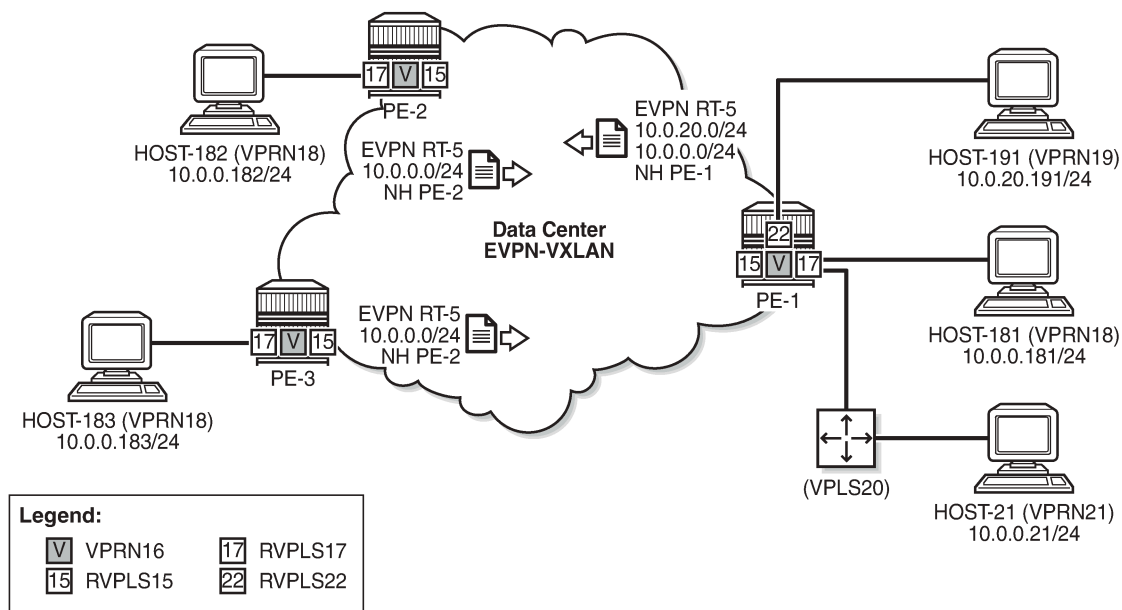 17 V 15
PE-2
HOST-182 (VPRN18)
10.0.0.182/24
EVPN RT-5
10.0.0.0/24
NH PE-2
EVPN RT-5
10.0.20.0/24
10.0.0.0/24
NH PE-1
HOST-191 (VPRN19)
10.0.20.191/24
Data Center
EVPN-VXLAN
22
15 V 17
PE-1
HOST-181 (VPRN18)
10.0.0.181/24
17 V 15
PE-3
EVPN RT-5
10.0.0.0/24
NH PE-2
HOST-183 (VPRN18)
10.0.0.183/24
(VPLS20)
HOST-21 (VPRN21)
10.0.0.21/24
Legend:
V VPRN16
17 RVPLS17
15 RVPLS15
22 RVPLS22